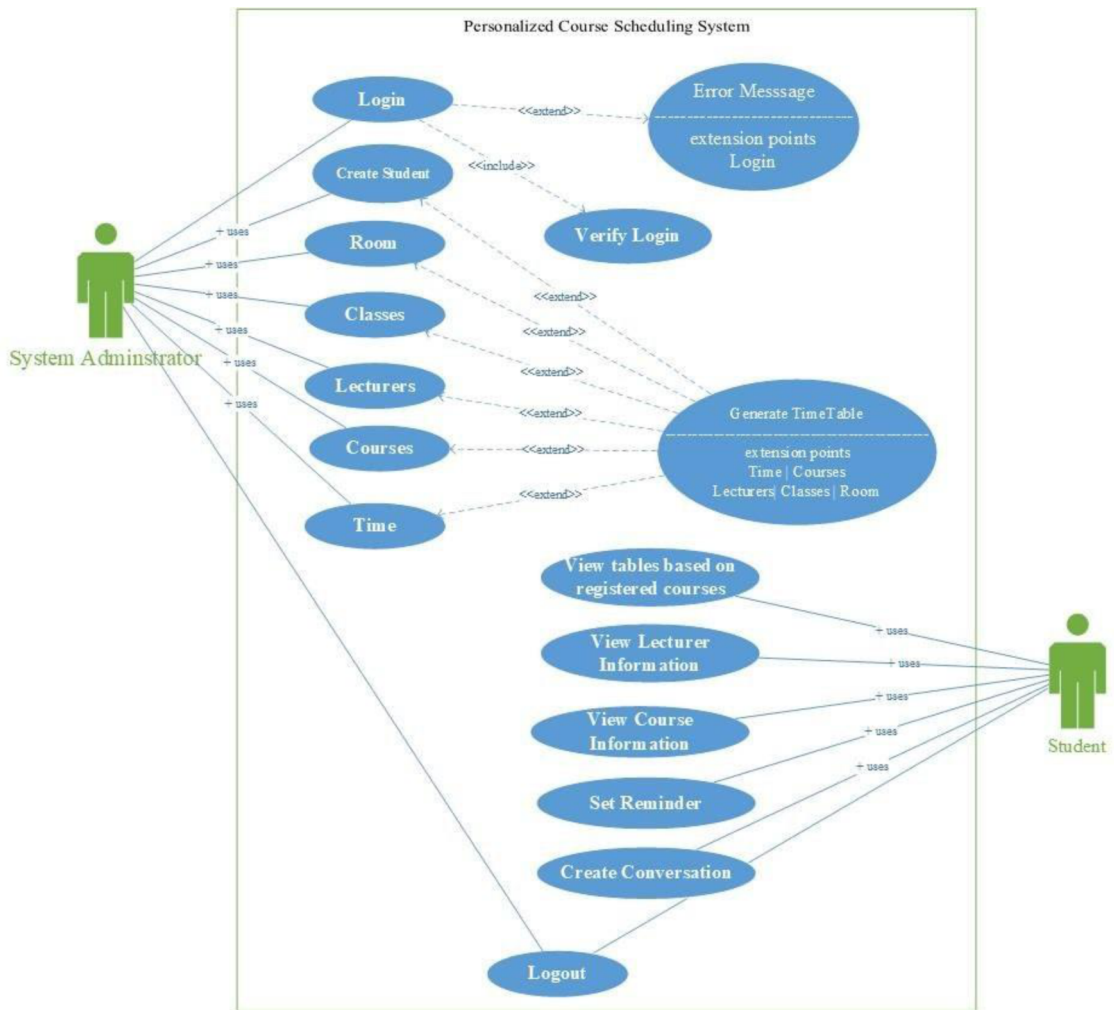 Personalized Course Scheduling System
Login
<<extend>>
Error Messsage
extension points
Login
<<include>>
Create Student
+ uses
Verify Login
Room
+ uses
<<extend>>
Classes
+ uses
<<extend>>
System Adminstrator
+ uses
<<extend>>
Lecturers
+ uses
<<extend>>
Generate TimeTable
extension points
Time | Courses
Lecturers| Classes | Room
Courses
+ uses
<<extend>>
Time
<<extend>>
View tables based on
registered courses
+ uses
View Lecturer
Information
+ uses
View Course
Information
+ uses
+ uses
Student
Set Reminder
+ uses
Create Conversation
Logout